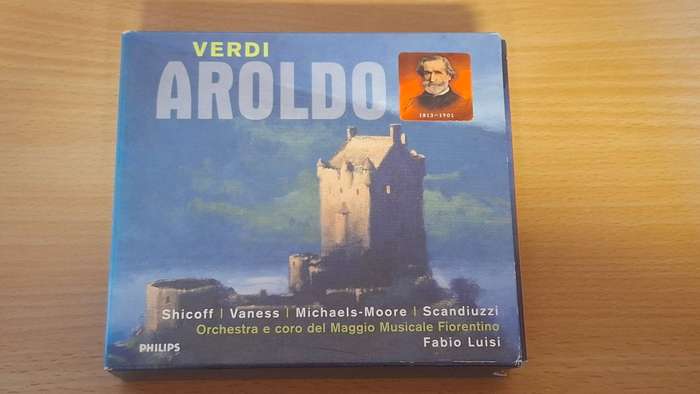 VERDI
AROLDO
1813–1901
Shicoff | Vaness | Michaels-Moore | Scandiuzzi
Orchestra e coro del Maggio Musicale Fiorentino
Fabio Luisi
PHILIPS